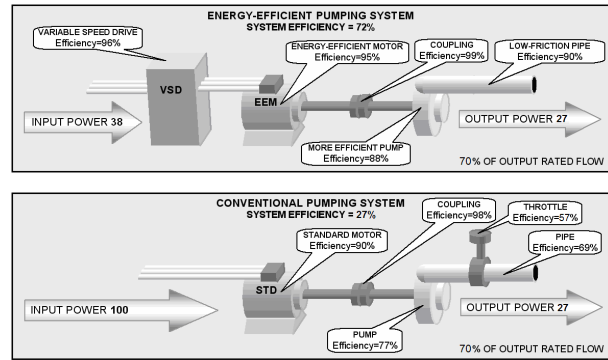 ENERGY-EFFICIENT PUMPING SYSTEM
SYSTEM EFFICIENCY = 72%
VARIABLE SPEED DRIVE
Efficiency=96%
ENERGY-EFFICIENT MOTOR
Efficiency=95%
COUPLING
Efficiency=99%
LOW-FRICTION PIPE
Efficiency=90%
VSD
EEM
INPUT POWER 38
OUTPUT POWER 27
MORE EFFICIENT PUMP
Efficiency=88%
70% OF OUTPUT RATED FLOW
CONVENTIONAL PUMPING SYSTEM
SYSTEM EFFICIENCY = 27%
COUPLING
Efficiency=98%
THROTTLE
Efficiency=57%
STANDARD MOTOR
Efficiency=90%
PIPE
Efficiency=69%
STD
INPUT POWER 100
OUTPUT POWER 27
PUMP
Efficiency=77%
70% OF OUTPUT RATED FLOW